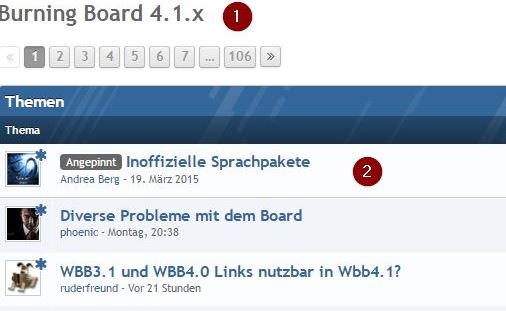 Burning Board 4.1.x 1
« 1 2 3 4 5 6 7 ... 106 »
Themen
Thema
Angepinnt Inoffizielle Sprachpakete 2
Andrea Berg - 19. März 2015
Diverse Probleme mit dem Board
phoenic - Montag, 20:38
WBB3.1 und WBB4.0 Links nutzbar in Wbb4.1?
ruderfreund - Vor 21 Stunden